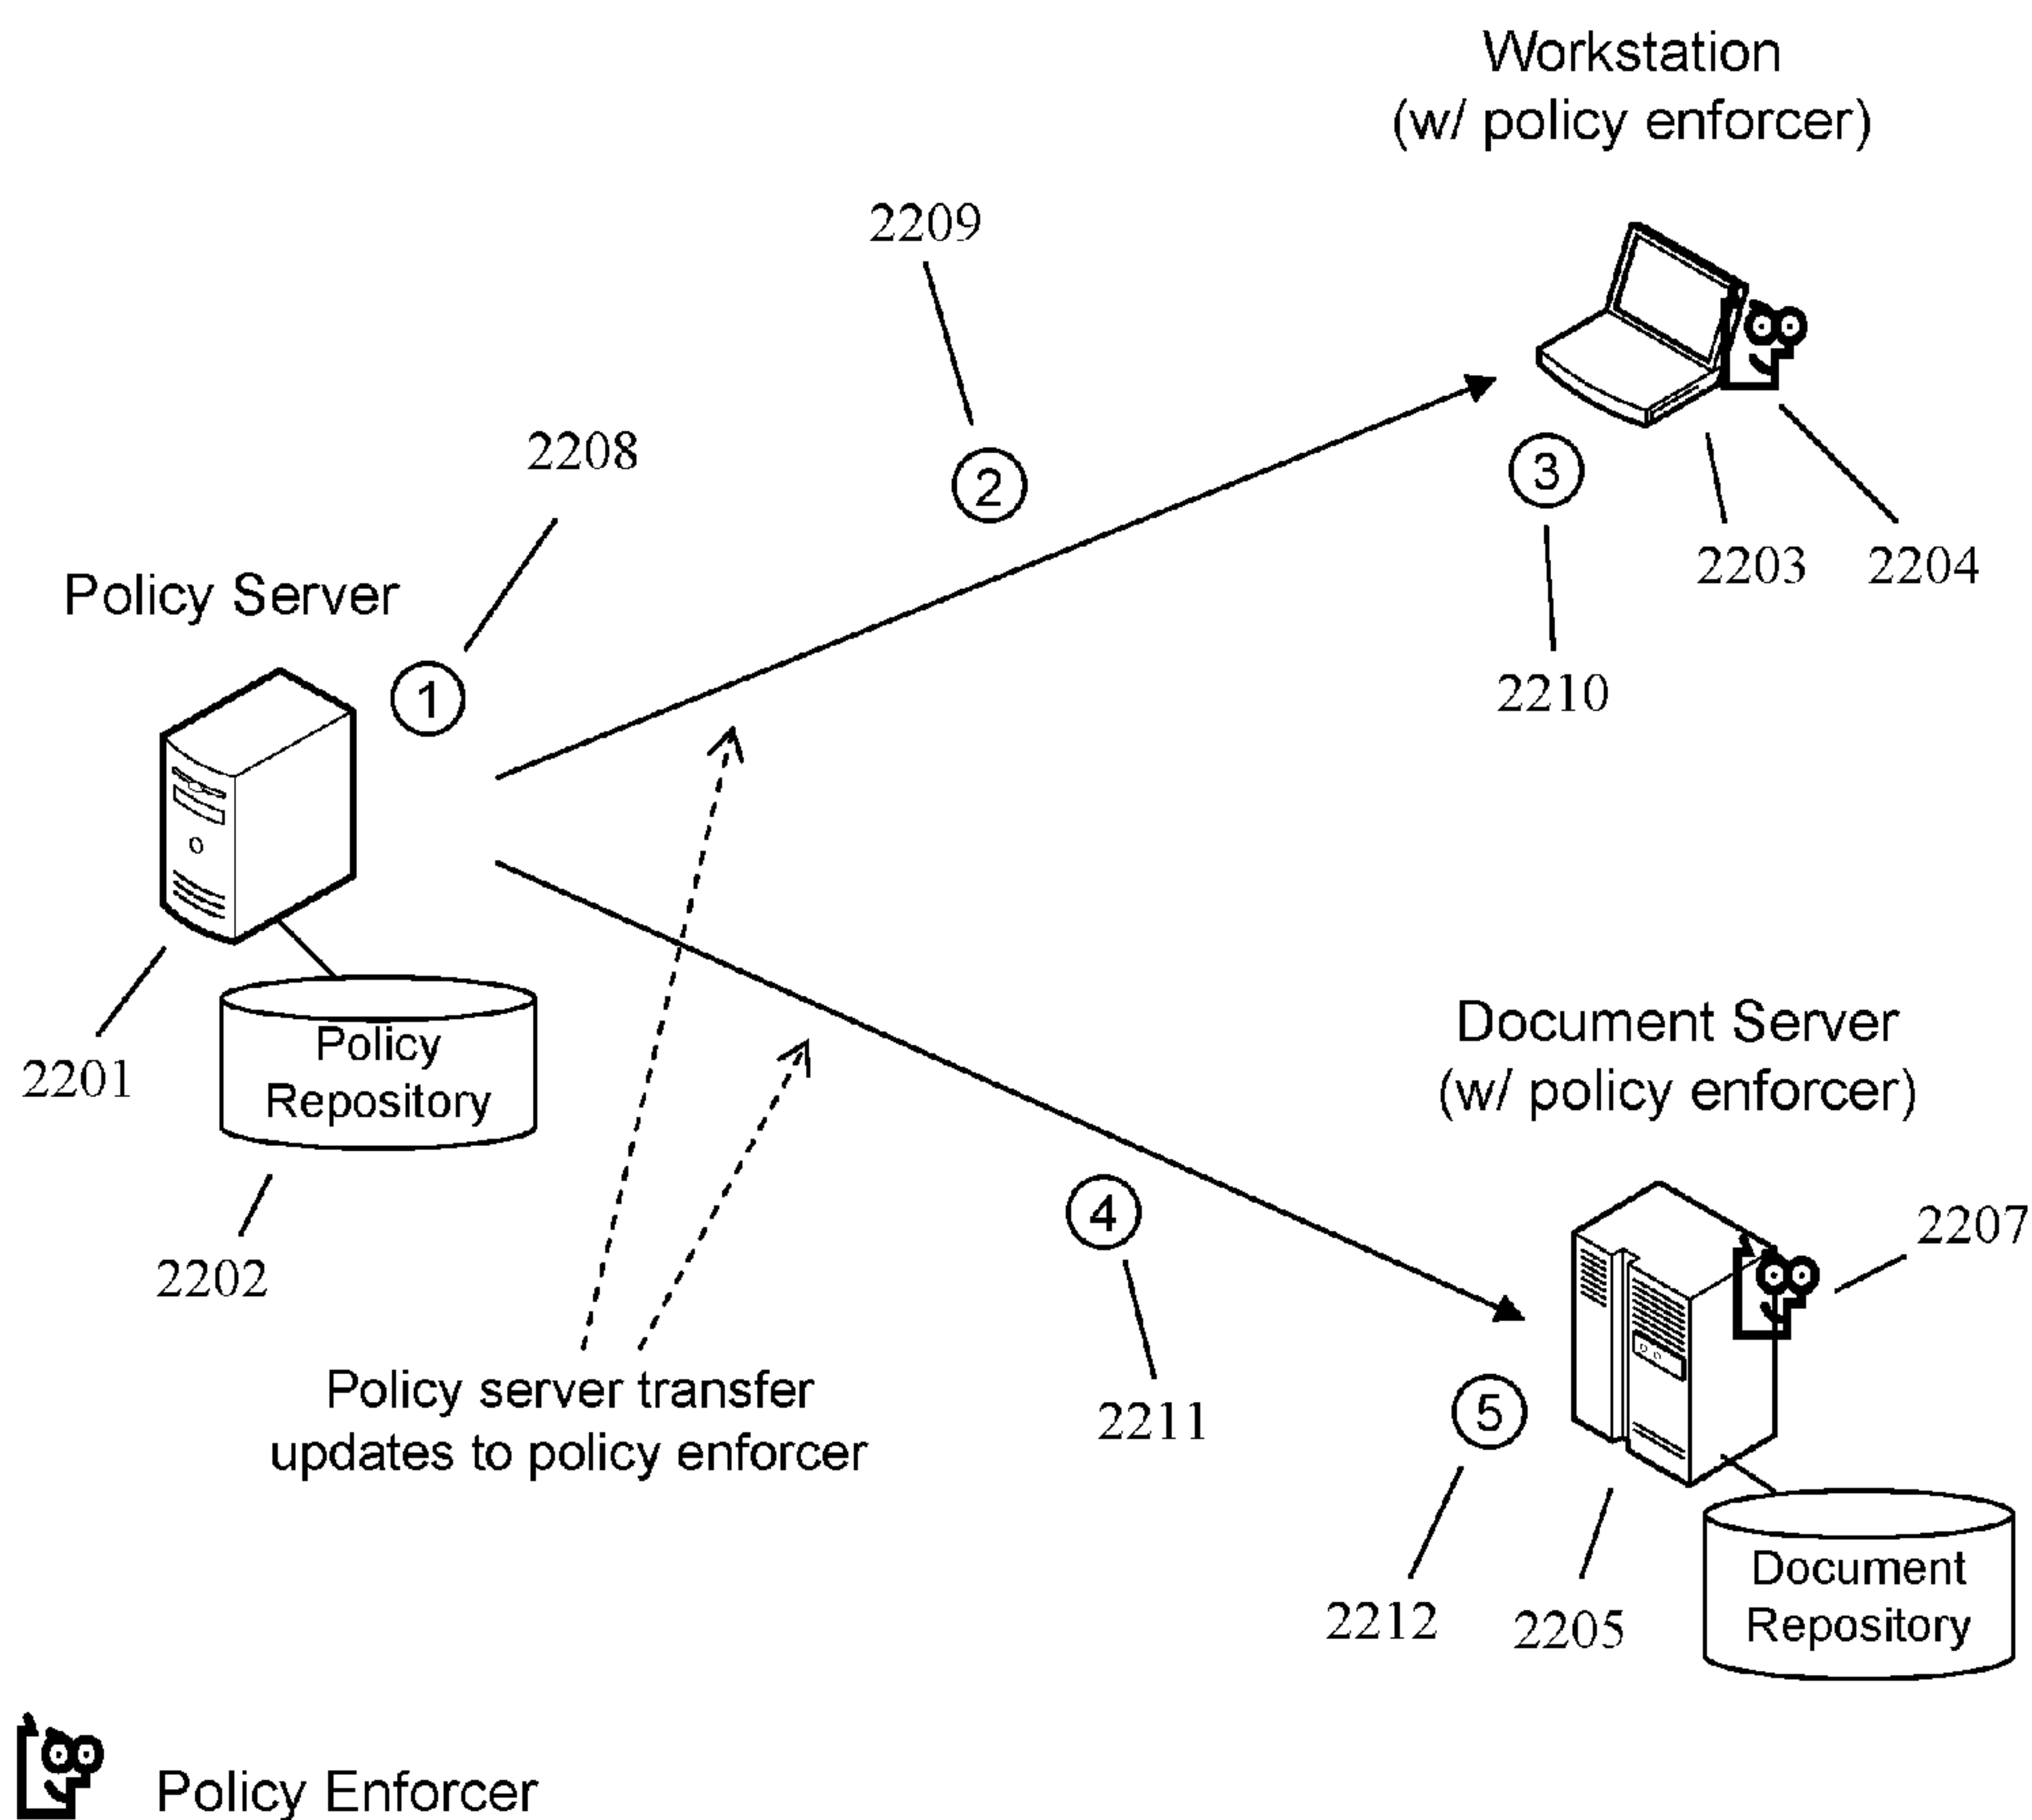 Workstation
(w/ policy enforcer)
2209
2208
2
3
2203
2204
Policy Server
1
2210
2201
Policy
Repository
2202
Document Server
(w/ policy enforcer)
4
2207
Policy server transfer
updates to policy enforcer
2211
5
2212
2205
Document
Repository
Policy Enforcer